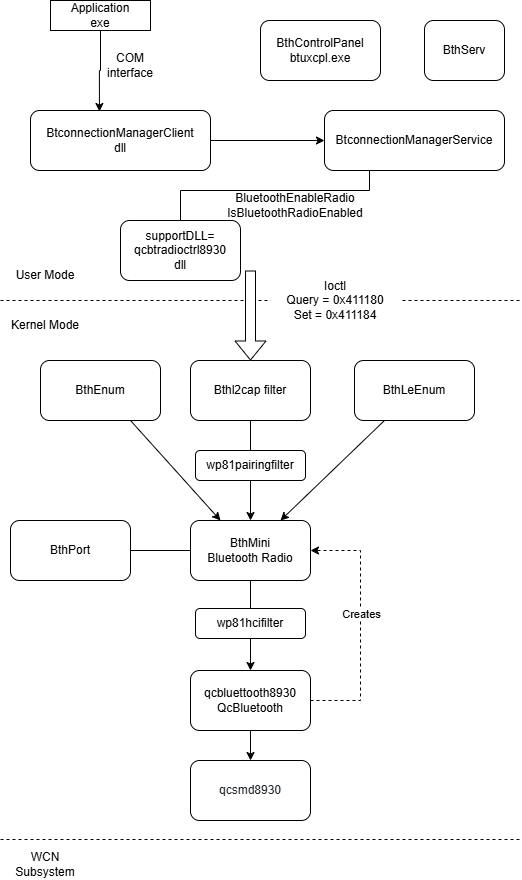 Application
exe
BthControlPanel
btuxcpl.exe
BthServ
COM
interface
BtconnectionManagerClient
dll
BtconnectionManagerService
BluetoothEnableRadio
IsBluetoothRadioEnabled
supportDLL=
qcbtradioctrl8930
dll
User Mode
Ioctl
Query = 0x411180
Set = 0x411184
Kernel Mode
BthEnum
Bthl2cap filter
BthLeEnum
wp81pairingfilter
BthPort
BthMini
Bluetooth Radio
Creates
wp81hcifilter
qcbluettooth8930
QcBluetooth
qcsmd8930
WCN
Subsystem